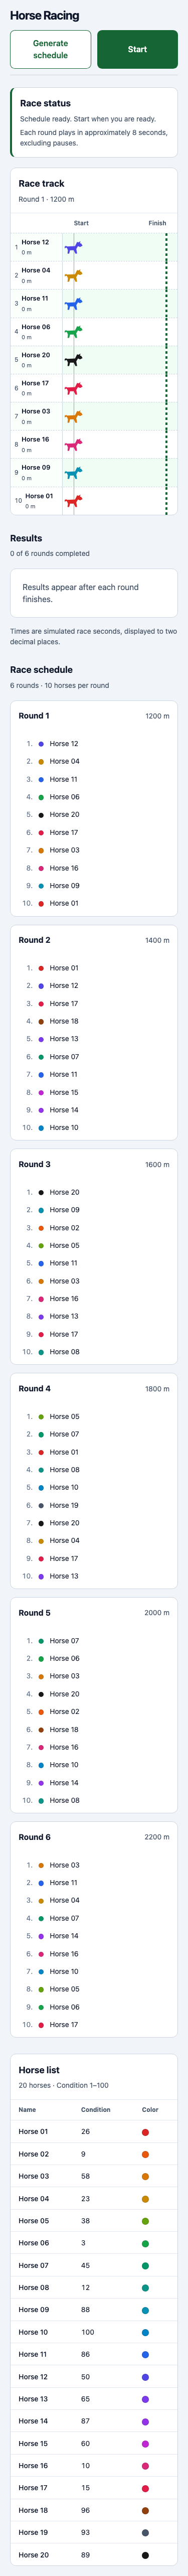 Horse Racing
Generate
schedule
Start
Race status
Schedule ready. Start when you are ready.
Each round plays in approximately 8 seconds,
excluding pauses.
Race track
Round 1 · 1200 m
Start Finish
1 Horse 12
0 m
2 Horse 04
0 m
3 Horse 11
0 m
4 Horse 06
0 m
5 Horse 20
0 m
6 Horse 17
0 m
7 Horse 03
0 m
8 Horse 16
0 m
9 Horse 09
0 m
10 Horse 01
0 m
Results
0 of 6 rounds completed
Results appear after each round
finishes.
Times are simulated race seconds, displayed to two
decimal places.
Race schedule
6 rounds · 10 horses per round
Round 1 1200 m
1. Horse 12
2. Horse 04
3. Horse 11
4. Horse 06
5. Horse 20
6. Horse 17
7. Horse 03
8. Horse 16
9. Horse 09
10. Horse 01
Round 2 1400 m
1. Horse 01
2. Horse 12
3. Horse 17
4. Horse 18
5. Horse 13
6. Horse 07
7. Horse 11
8. Horse 15
9. Horse 14
10. Horse 10
Round 3 1600 m
1. Horse 20
2. Horse 09
3. Horse 02
4. Horse 05
5. Horse 11
6. Horse 03
7. Horse 16
8. Horse 13
9. Horse 17
10. Horse 08
Round 4 1800 m
1. Horse 05
2. Horse 07
3. Horse 01
4. Horse 08
5. Horse 10
6. Horse 19
7. Horse 20
8. Horse 04
9. Horse 17
10. Horse 13
Round 5 2000 m
1. Horse 07
2. Horse 06
3. Horse 03
4. Horse 20
5. Horse 02
6. Horse 18
7. Horse 16
8. Horse 10
9. Horse 14
10. Horse 08
Round 6 2200 m
1. Horse 03
2. Horse 11
3. Horse 04
4. Horse 07
5. Horse 14
6. Horse 16
7. Horse 10
8. Horse 05
9. Horse 06
10. Horse 17
Horse list
20 horses · Condition 1–100
Name Condition Color
Horse 01 26
Horse 02 9
Horse 03 58
Horse 04 23
Horse 05 38
Horse 06 3
Horse 07 45
Horse 08 12
Horse 09 88
Horse 10 100
Horse 11 86
Horse 12 50
Horse 13 65
Horse 14 87
Horse 15 60
Horse 16 10
Horse 17 15
Horse 18 96
Horse 19 93
Horse 20 89